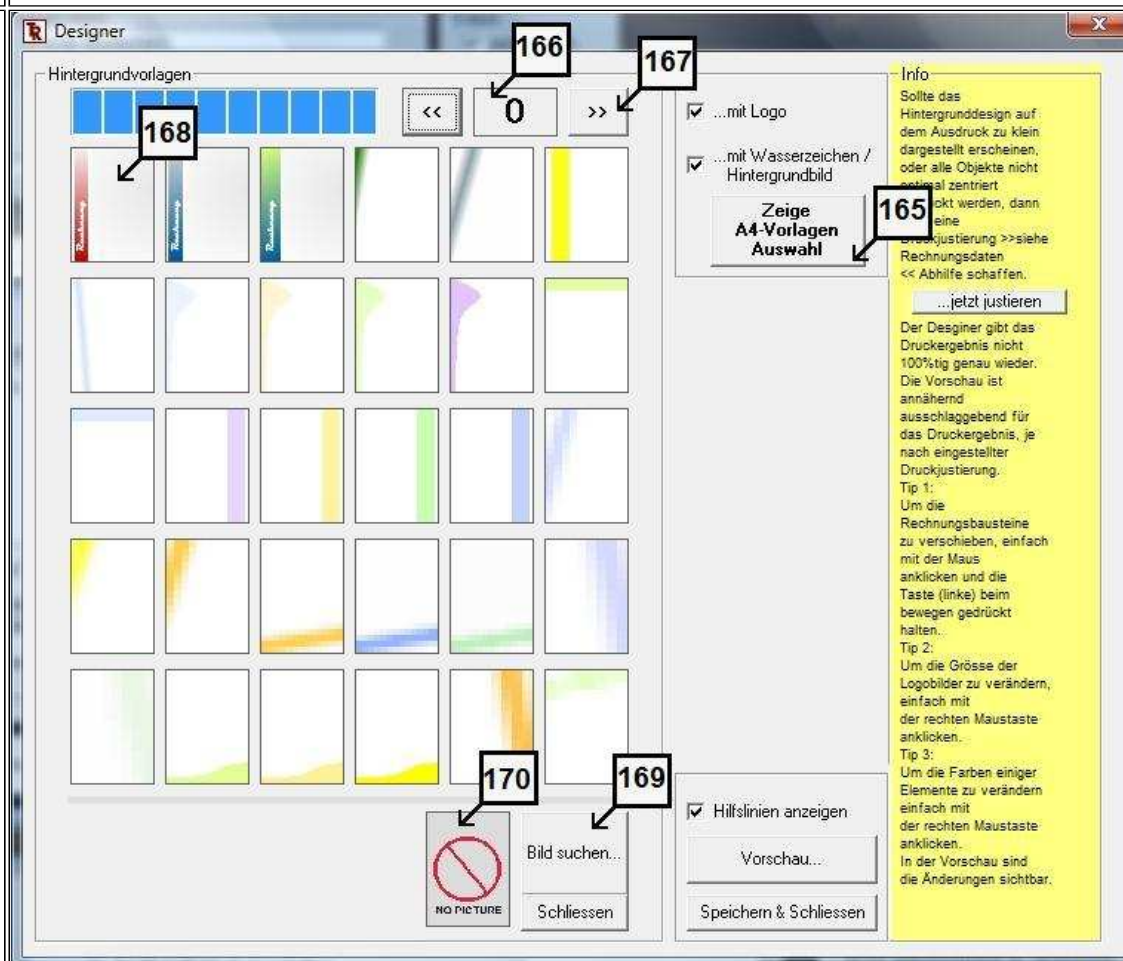 TR Designer
Hintergrundvorlagen
166
167
168
<< 0 >>
Rechnung
Rechnung
Rechnung
...mit Logo
...mit Wasserzeichen /
Hintergrundbild
Zeige
A4-Vorlagen
Auswahl
165
170
169
NO PICTURE
Bild suchen...
Schliessen
Hilfslinien anzeigen
Vorschau...
Speichern & Schliessen
Info
Sollte das
Hintergrunddesign auf
dem Ausdruck zu klein
dargestellt erscheinen,
oder alle Objekte nicht
zentriert
werden, dann
eine
>>siehe
Rechnungsdaten
<< Abhilfe schaffen.
...jetzt justieren
Der Desginer gibt das
Druckergebnis nicht
100%tig genau wieder.
Die Vorschau ist
annähernd
ausschlaggebend für
das Druckergebnis, je
nach eingestellter
Druckjustierung.
Tip 1:
Um die
Rechnungsbausteine
zu verschieben, einfach
mit der Maus
anklicken und die
Taste (linke) beim
bewegen gedrückt
halten.
Tip 2:
Um die Grösse der
Logobilder zu verändern,
einfach mit
der rechten Maustaste
anklicken.
Tip 3:
Um die Farben einiger
Elemente zu verändern
einfach mit
der rechten Maustaste
anklicken.
In der Vorschau sind
die Änderungen sichtbar.